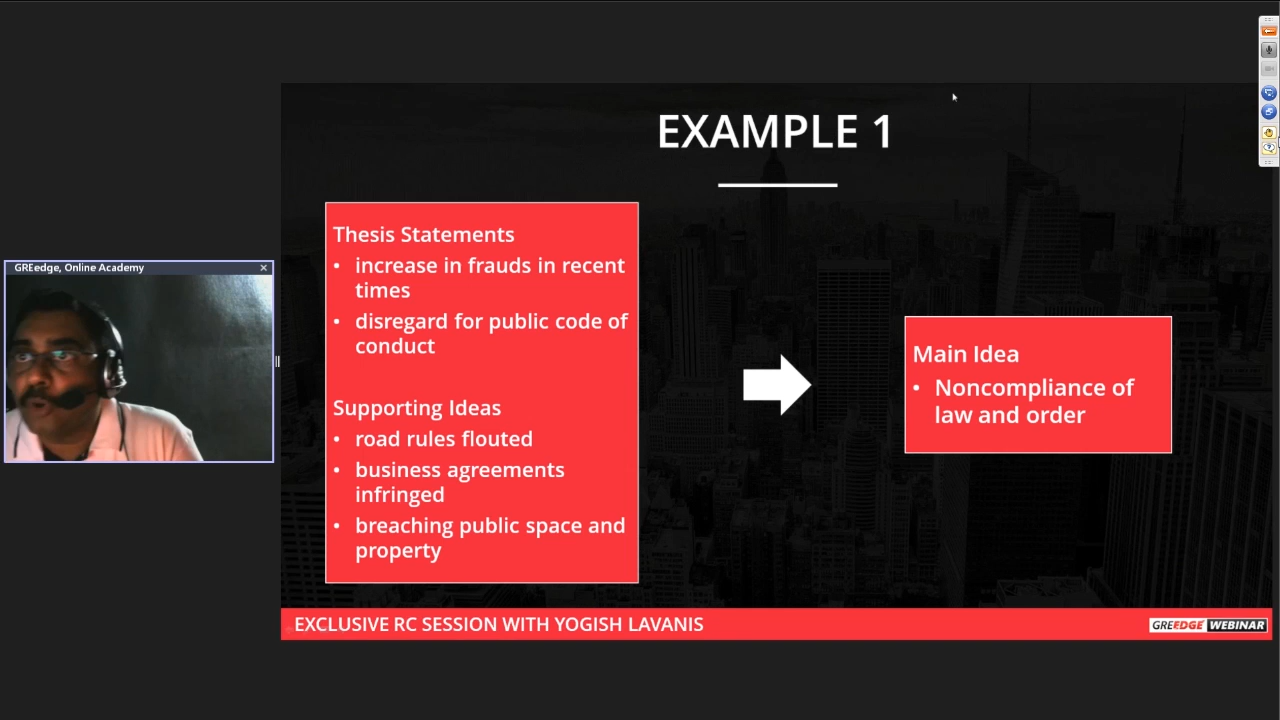 EXAMPLE 1
GREedge, Online Academy
Thesis Statements
• increase in frauds in recent
times
• disregard for public code of
conduct
Supporting Ideas
• road rules flouted
• business agreements
infringed
• breaching public space and
property
Main Idea
• Noncompliance of
law and order
EXCLUSIVE RC SESSION WITH YOGISH LAVANIS
GREEDGE WEBINAR